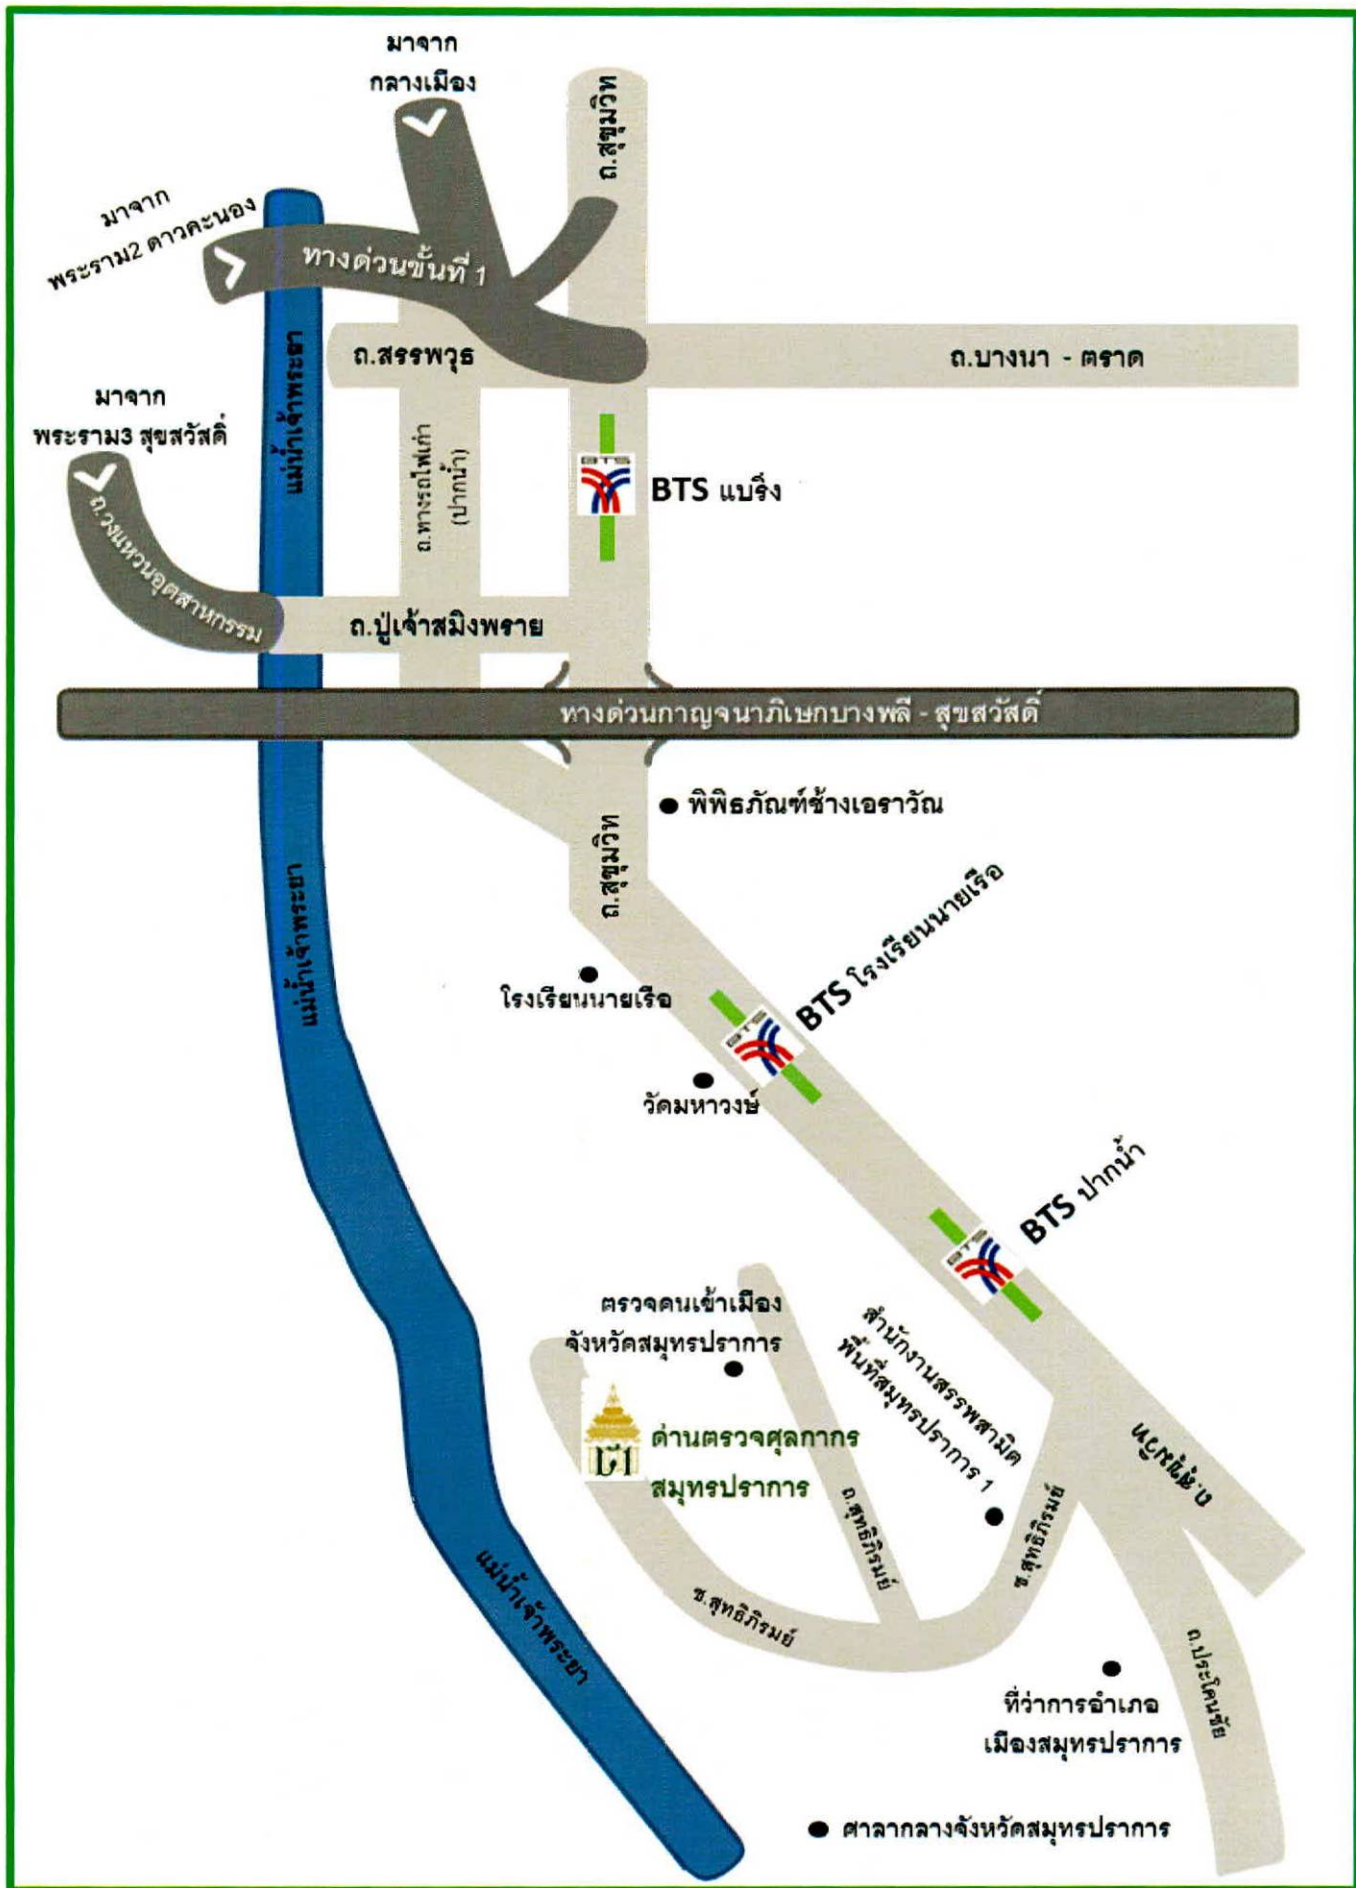 มาจาก
กลางเมือง
ถ.สุขุมวิท
มาจาก
พระราม2 ดาวคะนอง
ทางด่วนขั้นที่ 1
ถ.สรรพวุธ
ถ.บางนา - ตราด
แม่น้ำเจ้าพระยา
มาจาก
พระราม3 สุขสวัสดิ์
ถ.ทางรถไฟเก่า
(ปากน้ำ)
BTS
BTS แบริ่ง
ถ.วงแหวนอุตสาหกรรม
ถ.ปู่เจ้าสมิงพราย
ทางด่วนกาญจนาภิเษกบางพลี - สุขสวัสดิ์
พิพิธภัณฑ์ช้างเอราวัณ
ถ.สุขุมวิท
แม่น้ำเจ้าพระยา
BTS โรงเรียนนายเรือ
โรงเรียนนายเรือ
BTS
วัดมหาวงษ์
BTS ปากน้ำ
BTS
ตรวจคนเข้าเมือง
จังหวัดสมุทรปราการ
สำนักงานสรรพสามิต
พื้นที่สมุทรปราการ 1
ด่านตรวจศุลกากร
สมุทรปราการ
ถ.สุขุมวิท
ถ.สุทธิภิรมย์
ซ.สุทธิภิรมย์
ซ.สุทธิภิรมย์
แม่น้ำเจ้าพระยา
ถ.ประโคนชัย
ที่ว่าการอำเภอ
เมืองสมุทรปราการ
ศาลากลางจังหวัดสมุทรปราการ